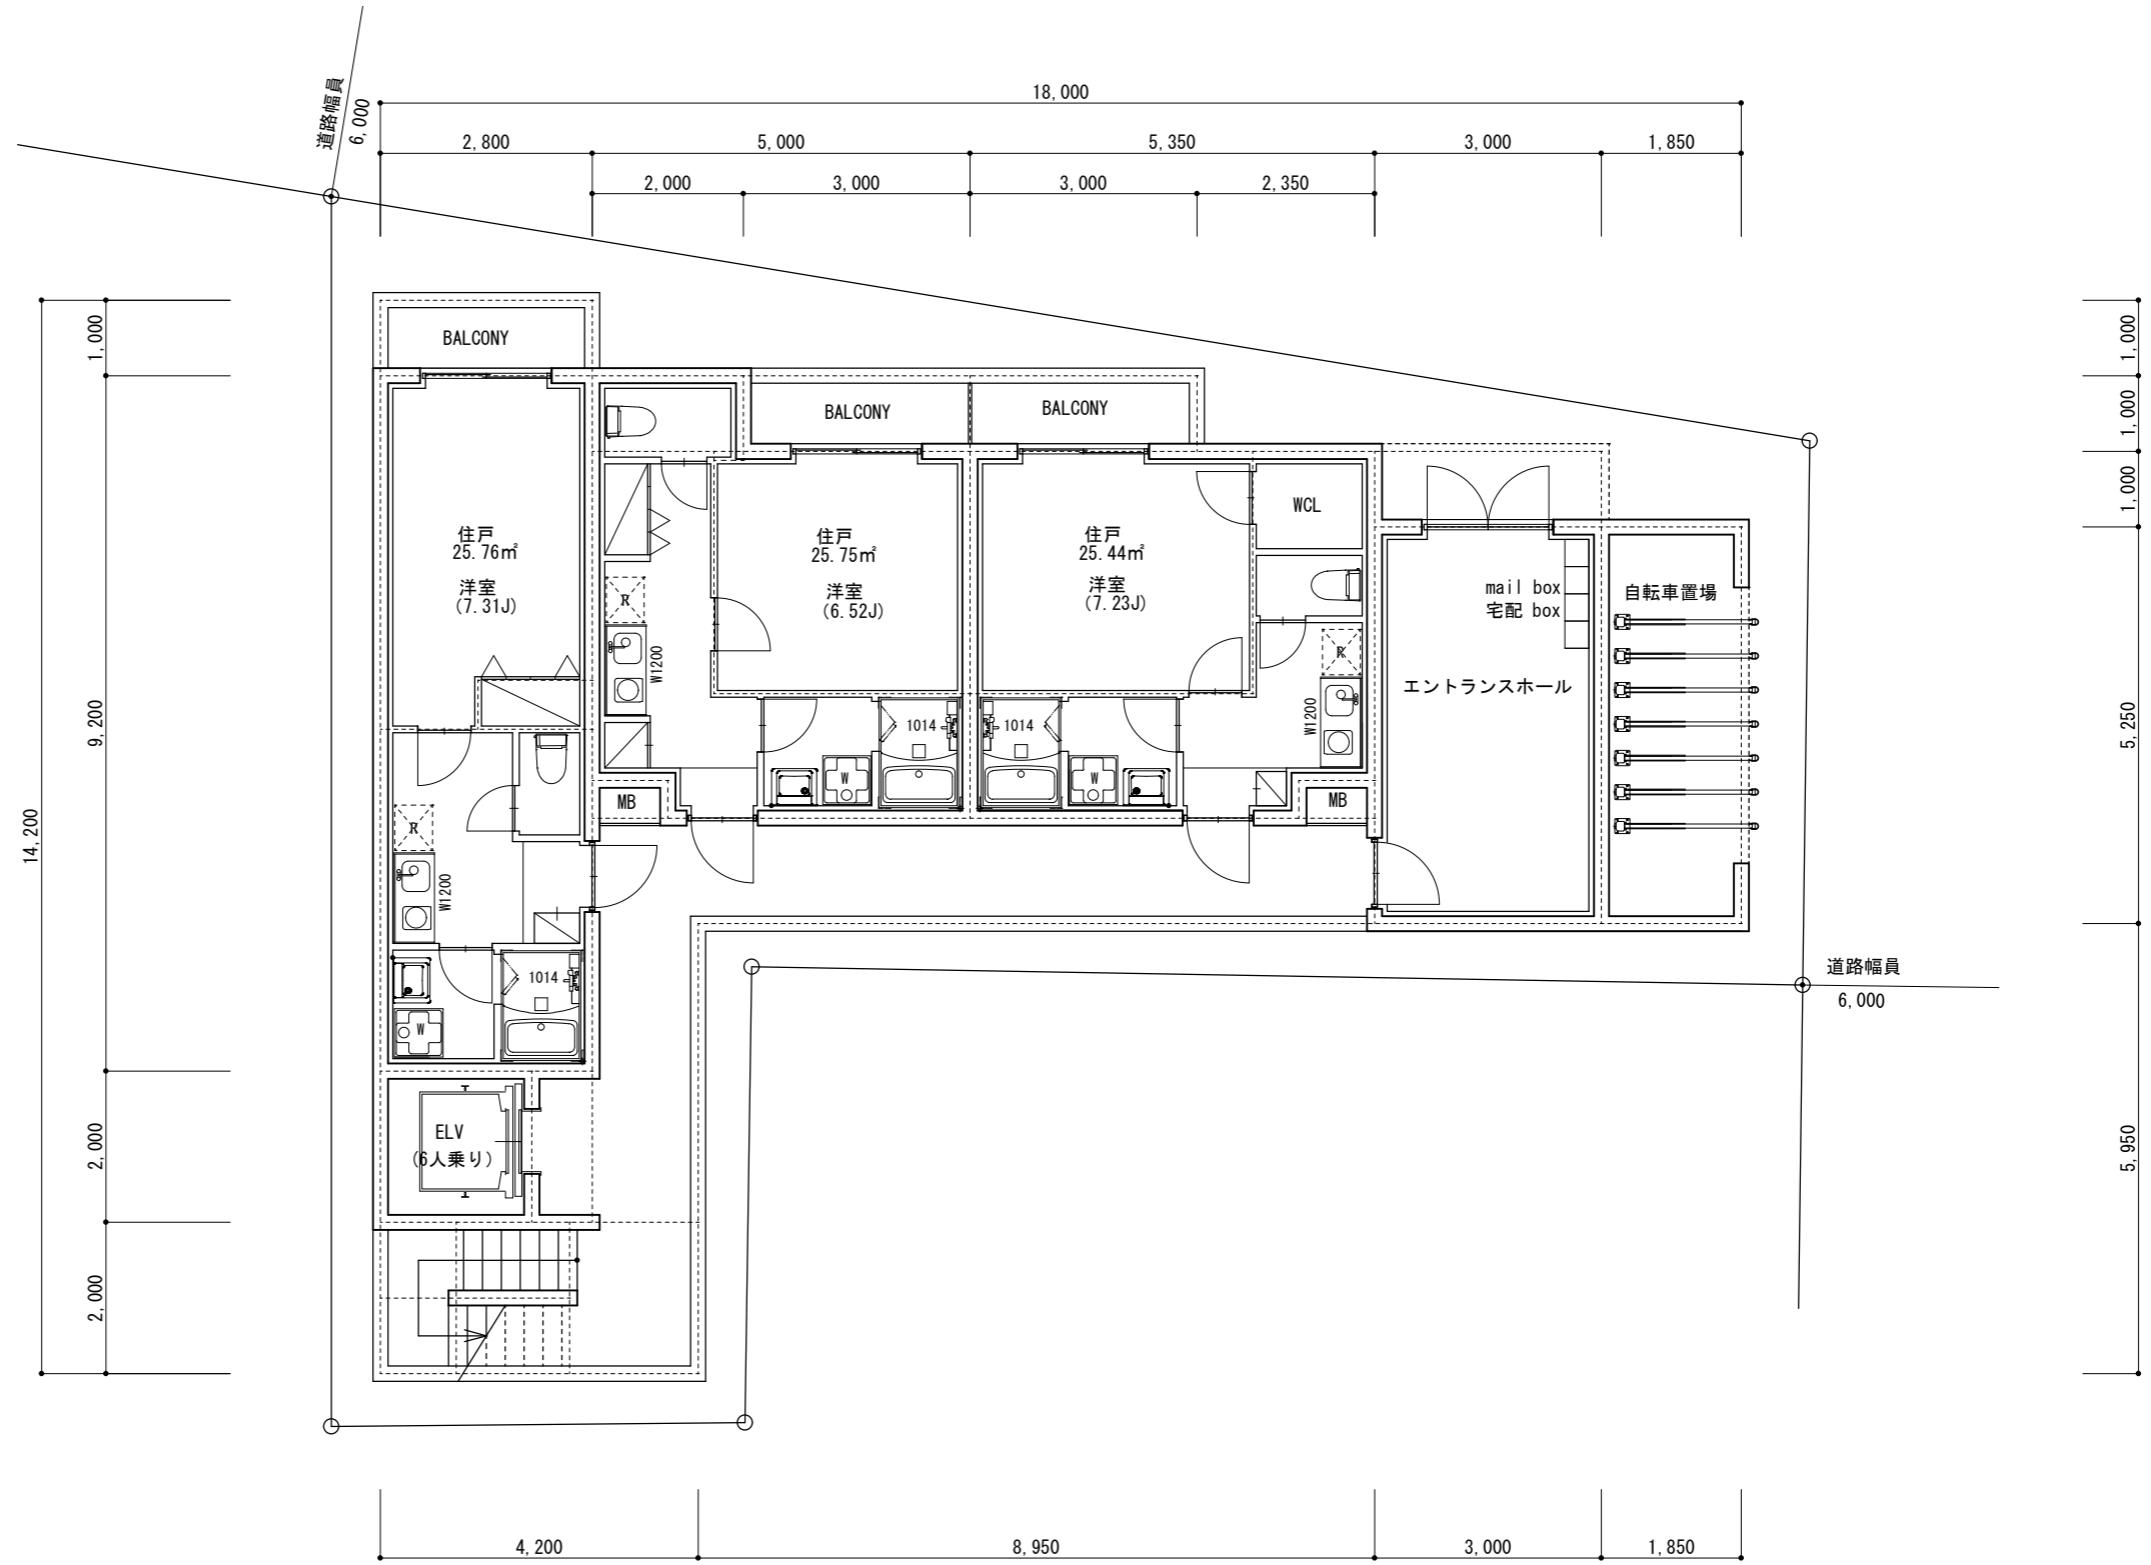 道路幅員
6,000
18,000
2,800
5,000
5,350
3,000
1,850
2,000
3,000
3,000
2,350
1,000
9,200
14,200
2,000
2,000
1,000
1,000
1,000
5,250
5,950
BALCONY
BALCONY
BALCONY
住戸
25.76㎡
洋室
(7.31J)
住戸
25.75㎡
洋室
(6.52J)
住戸
25.44㎡
洋室
(7.23J)
WCL
mail box
宅配 box
自転車置場
エントランスホール
R
W1200
R
W1200
1014
1014
W
W
MB
MB
R
W1200
1014
W
ELV
(6人乗り)
道路幅員
6,000
4,200
8,950
3,000
1,850